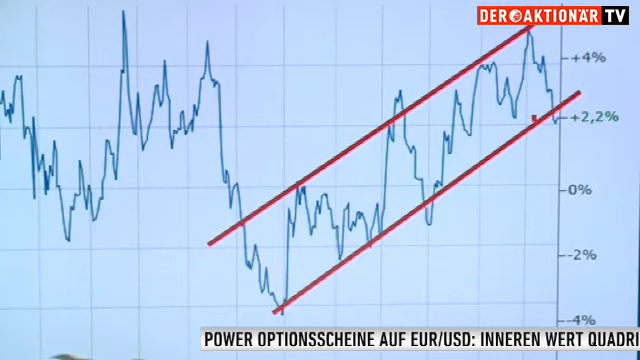 DER AKTIONÄR TV
+4%
+2,2%
0%
-2%
-4%
POWER OPTIONSSCHEINE AUF EUR/USD: INNEREN WERT QUADRI